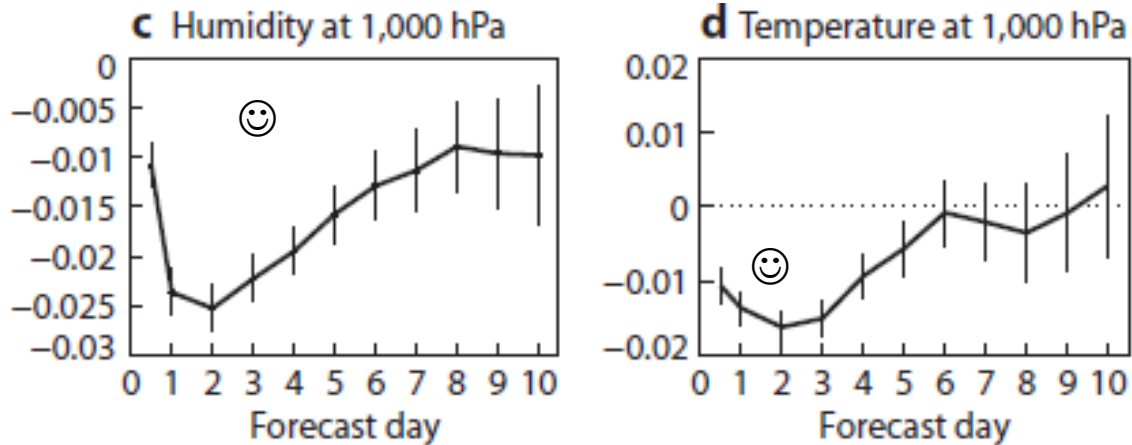 c Humidity at 1,000 hPa
0
−0.005
−0.01
−0.015
−0.02
−0.025
−0.03
0 1 2 3 4 5 6 7 8 9 10
Forecast day
d Temperature at 1,000 hPa
0.02
0.01
0
−0.01
−0.02
0 1 2 3 4 5 6 7 8 9 10
Forecast day